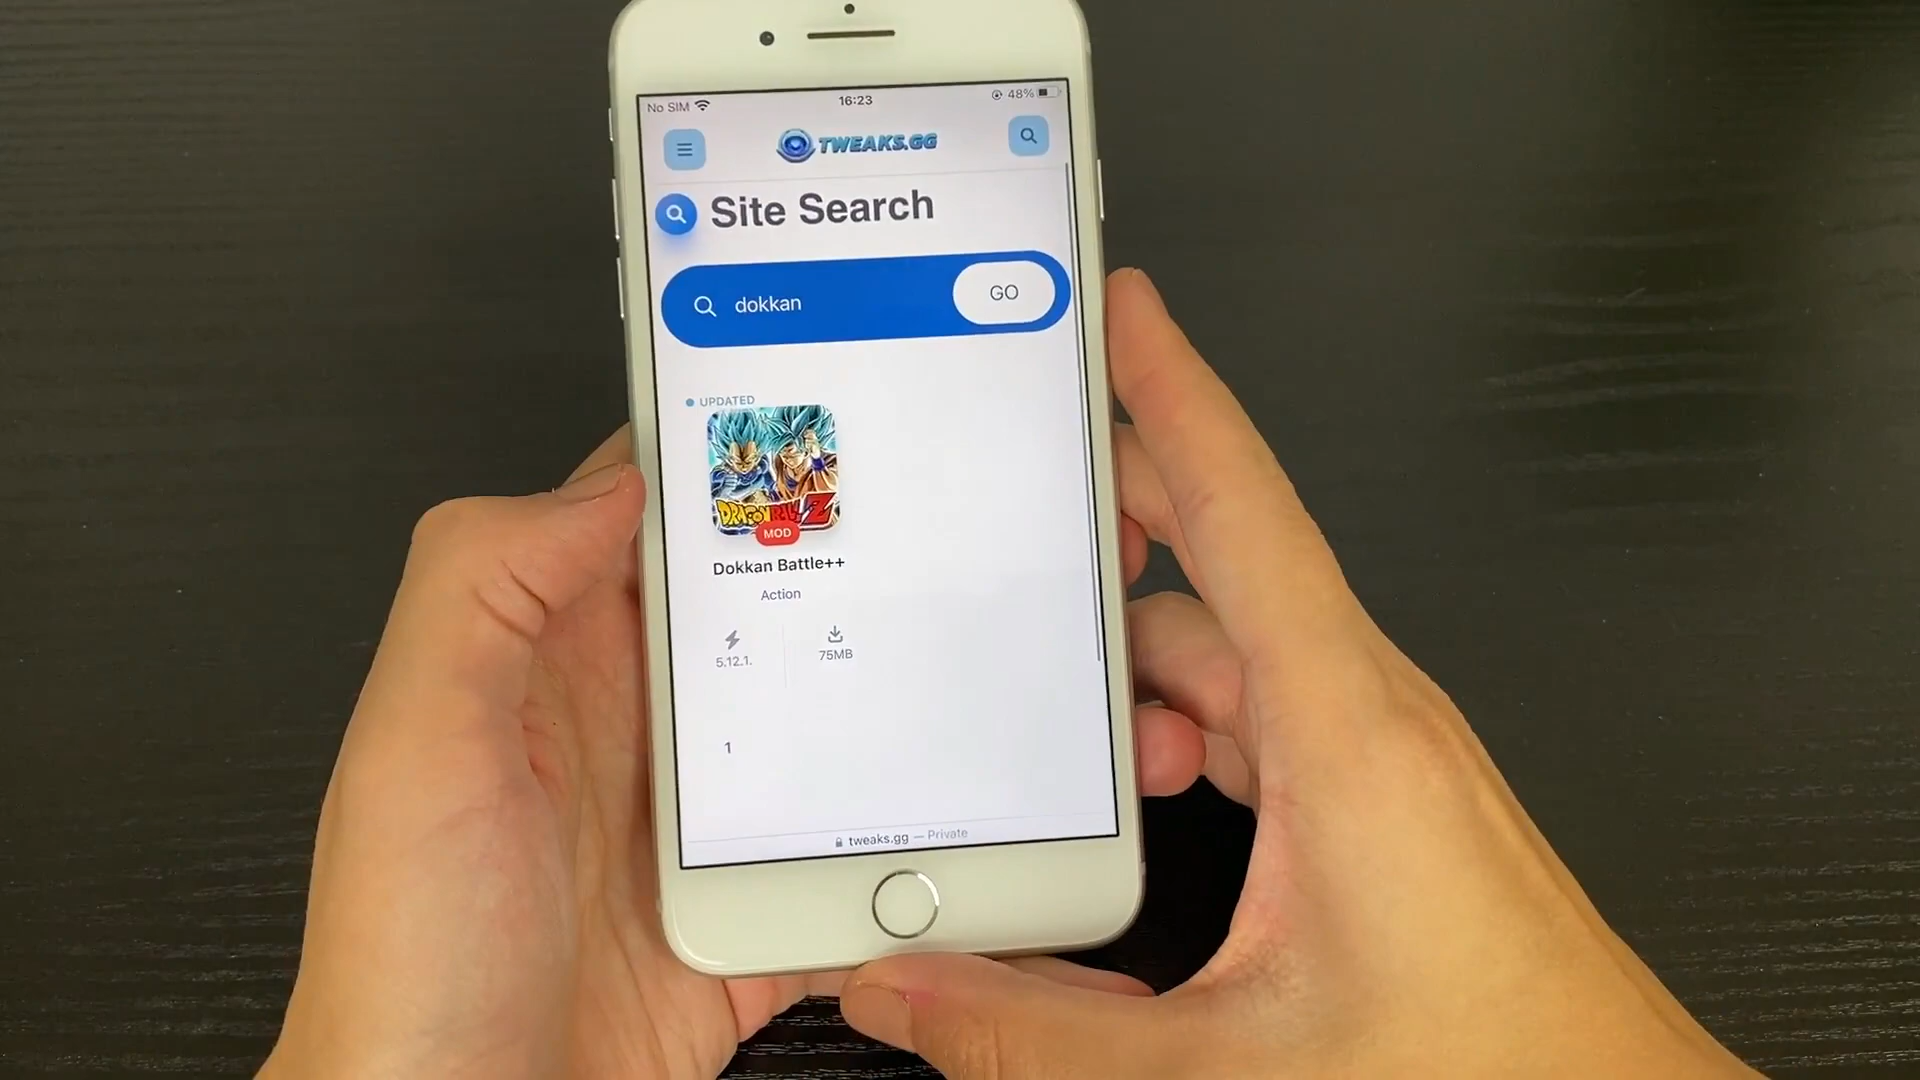 No SIM
16:23
48%
TWEAKS.GG
Site Search
dokkan
GO
UPDATED
DRAGON BALL Z
MOD
Dokkan Battle++
Action
5.12.1.
75MB
1
tweaks.gg — Private